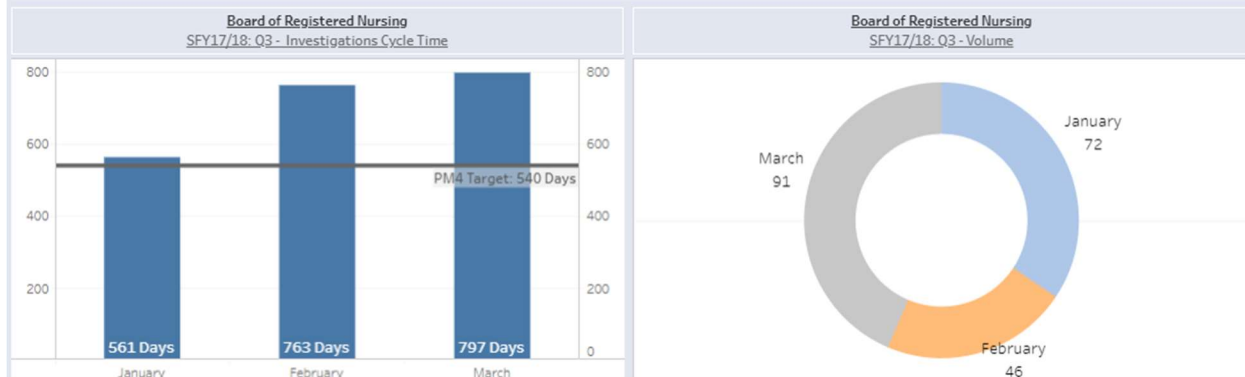 Board of Registered Nursing
SFY17/18: Q3 - Investigations Cycle Time
800
600
400
200
800
600
400
200
0
PM4 Target: 540 Days
561 Days
763 Days
797 Days
January
February
March
Board of Registered Nursing
SFY17/18: Q3 - Volume
January
72
March
91
February
46